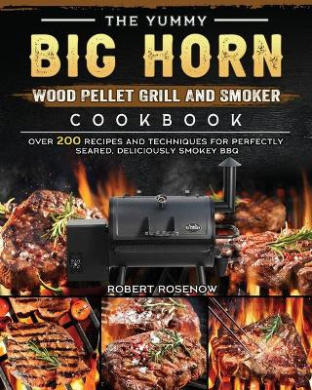 THE YUMMY
BIG HORN
WOOD PELLET GRILL AND SMOKER
COOKBOOK
OVER 200 RECIPES AND TECHNIQUES FOR PERFECTLY
SEARED, DELICIOUSLY SMOKEY BBQ
ROBERT ROSENOW